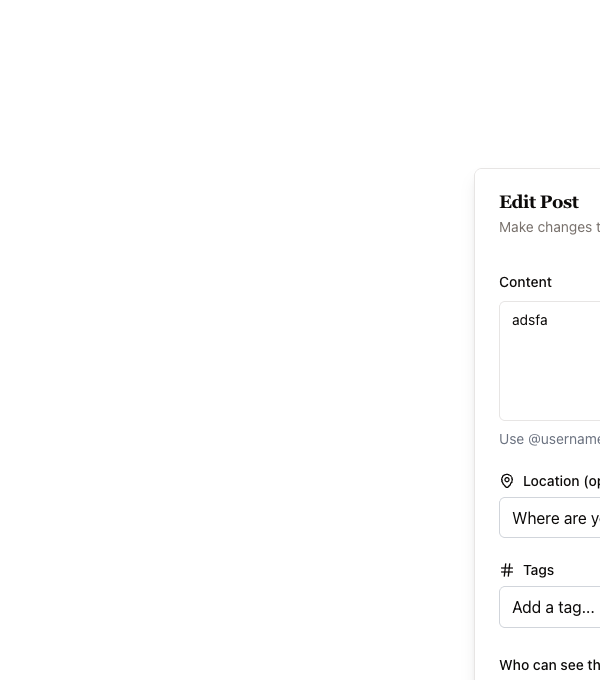 Edit Post
Make changes t
Content
adsfa
Use @username
Location (op
Where are y
Tags
Add a tag...
Who can see th